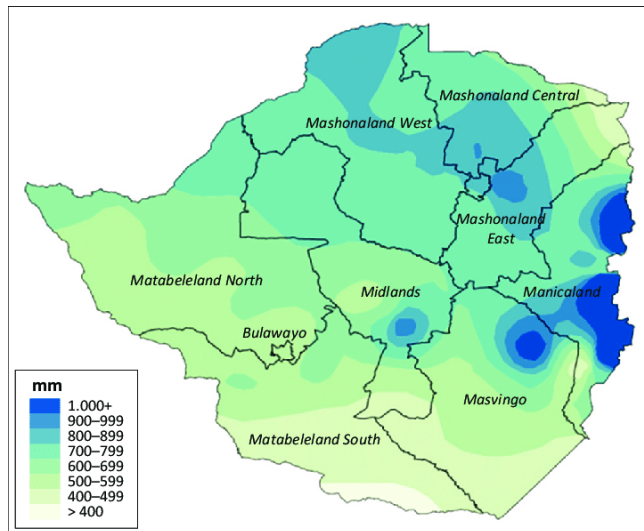 Mashonaland Central
Mashonaland West
Mashonaland
East
Matabeleland North
Midlands
Manicaland
Bulawayo
Masvingo
Matabeleland South
mm
1.000+
900–999
800–899
700–799
600–699
500–599
400–499
> 400